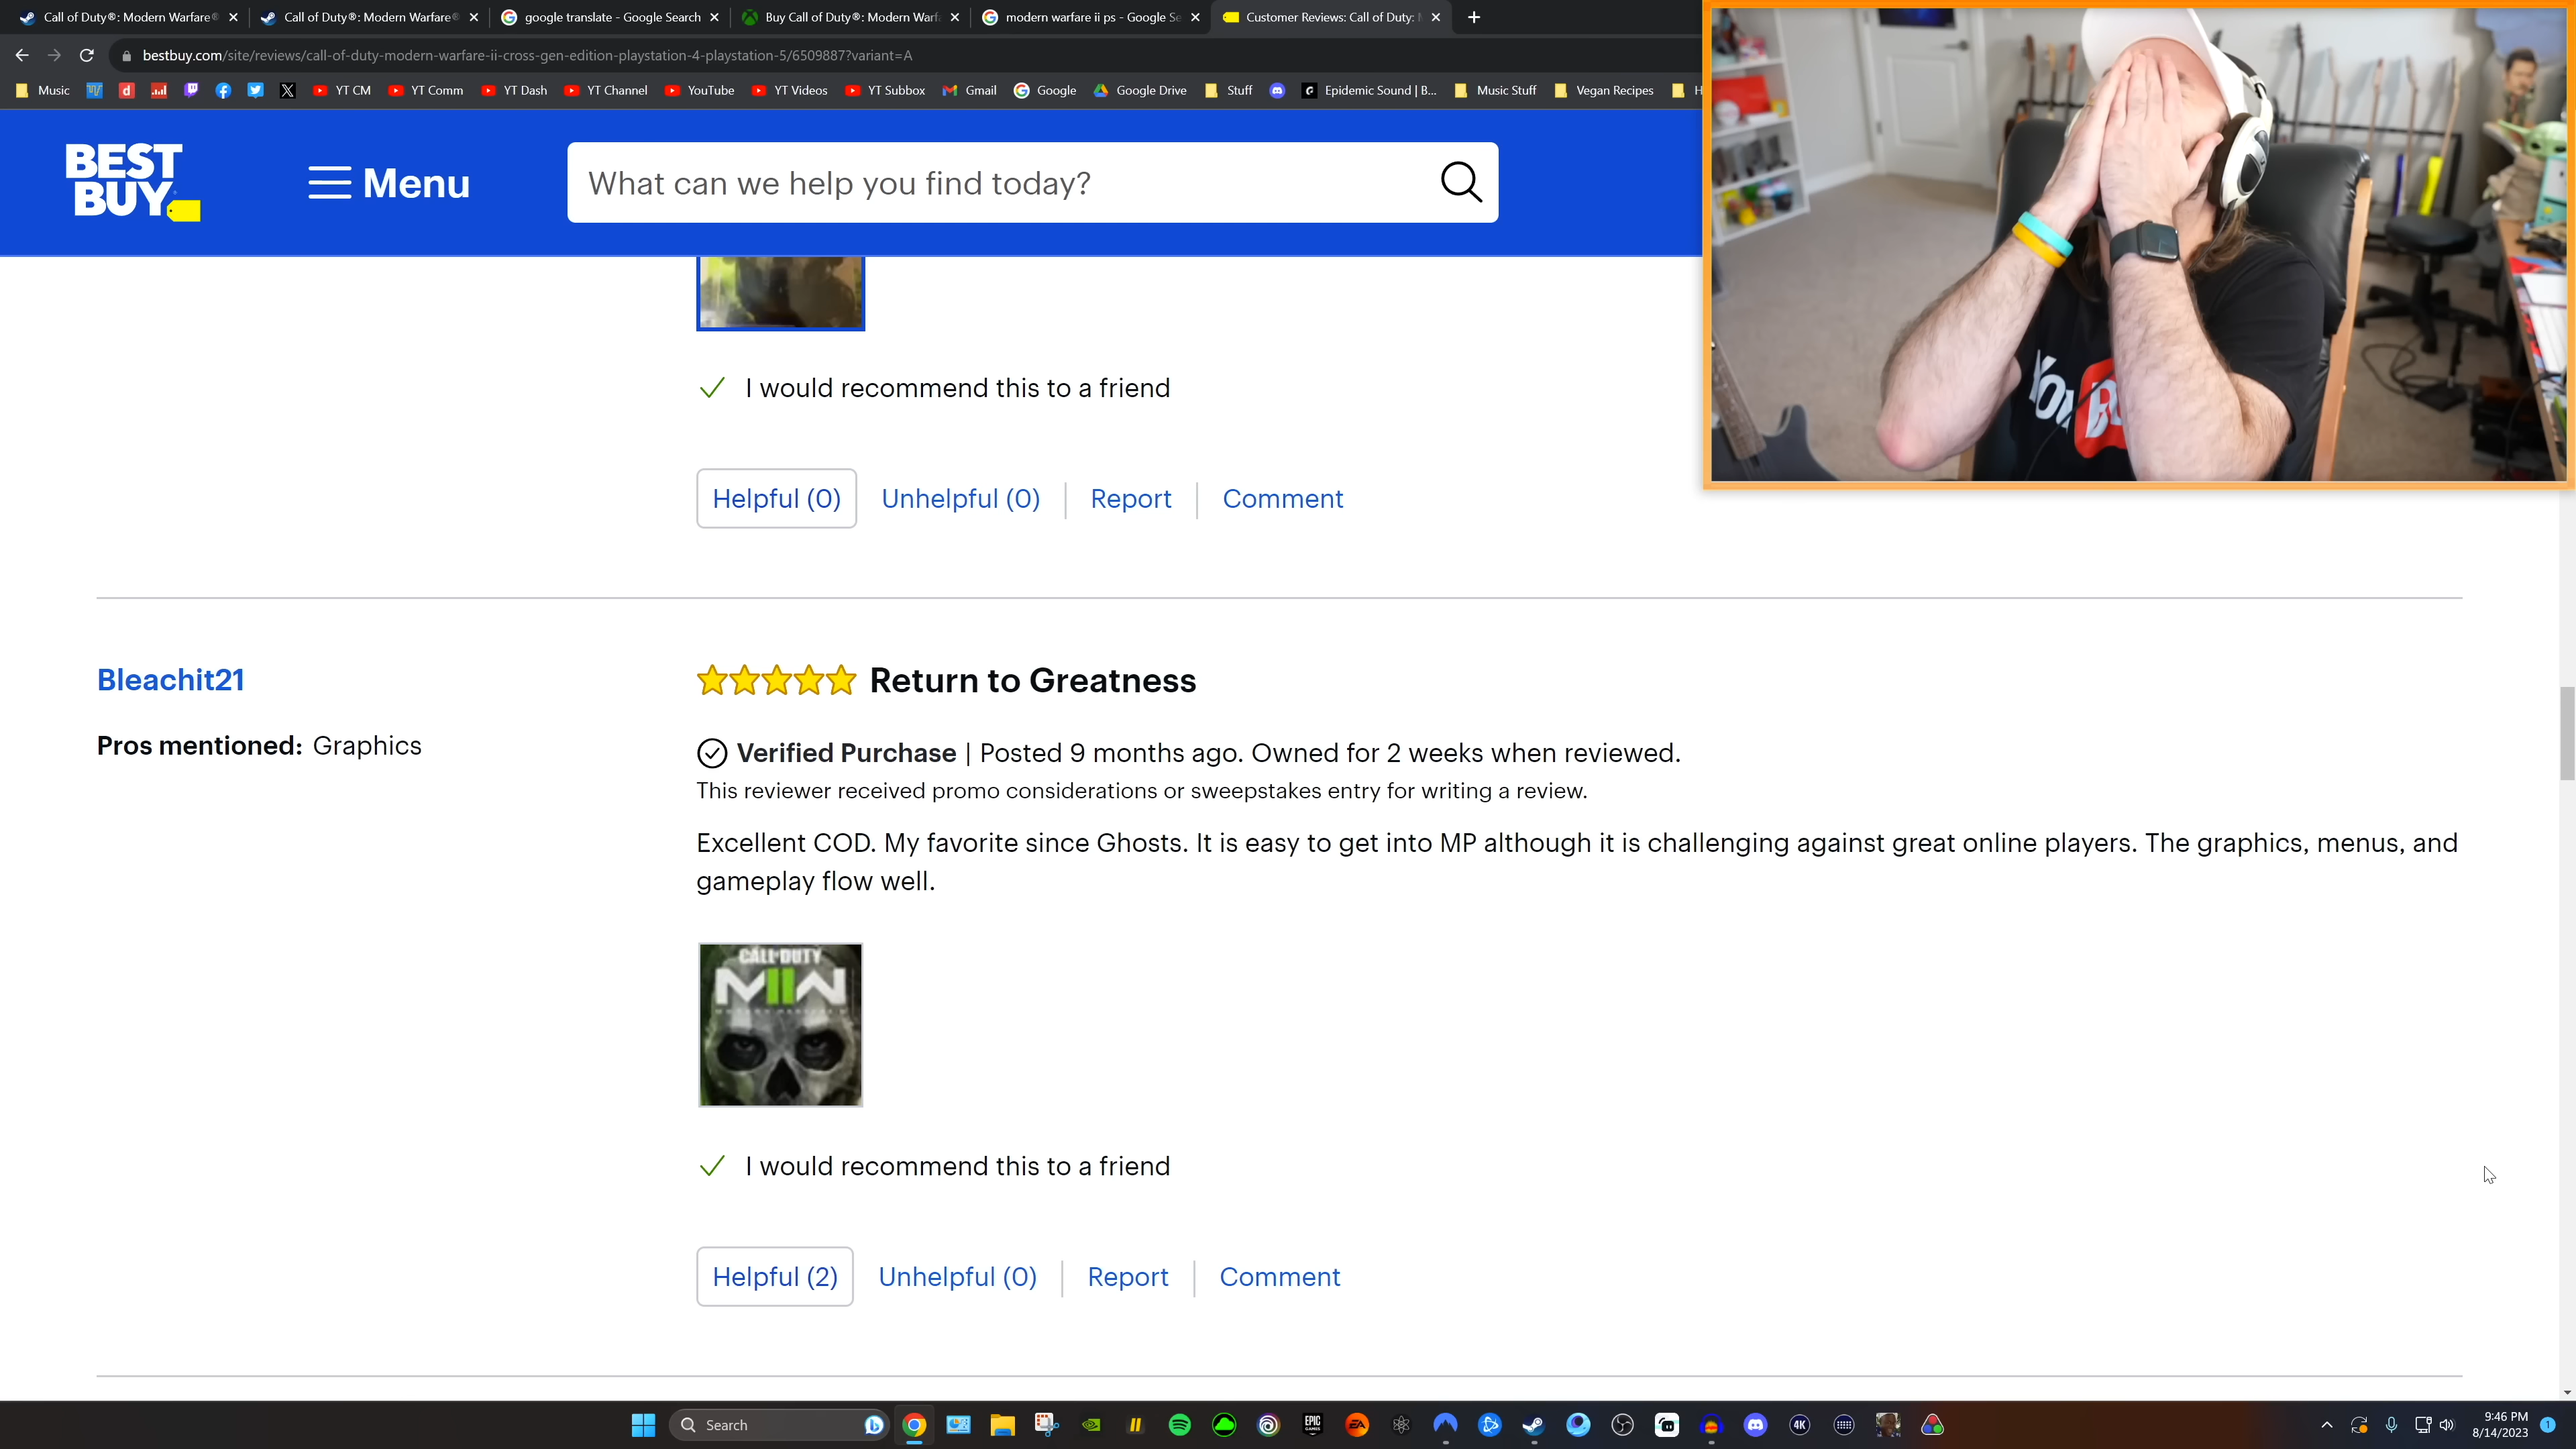 Call of Duty®: Modern Warfare®
Call of Duty®: Modern Warfare®
google translate - Google Search
Buy Call of Duty®: Modern Warf
modern warfare ii ps - Google Se
Customer Reviews: Call of Duty:
bestbuy.com/site/reviews/call-of-duty-modern-warfare-ii-cross-gen-edition-playstation-4-playstation-5/6509887?variant=A
Music
YT CM
YT Comm
YT Dash
YT Channel
YouTube
YT Videos
YT Subbox
Gmail
Google
Google Drive
Stuff
Epidemic Sound | B...
Music Stuff
Vegan Recipes
H
BEST
BUY
Menu
What can we help you find today?
I would recommend this to a friend
Helpful (0)
Unhelpful (0)
Report
Comment
Bleachit21
Pros mentioned: Graphics
Return to Greatness
Verified Purchase | Posted 9 months ago. Owned for 2 weeks when reviewed.
This reviewer received promo considerations or sweepstakes entry for writing a review.
Excellent COD. My favorite since Ghosts. It is easy to get into MP although it is challenging against great online players. The graphics, menus, and
gameplay flow well.
CALL OF DUTY
MWII
I would recommend this to a friend
Helpful (2)
Unhelpful (0)
Report
Comment
Search
EPIC
GAMES
EA
4K
9:46 PM
8/14/2023
1